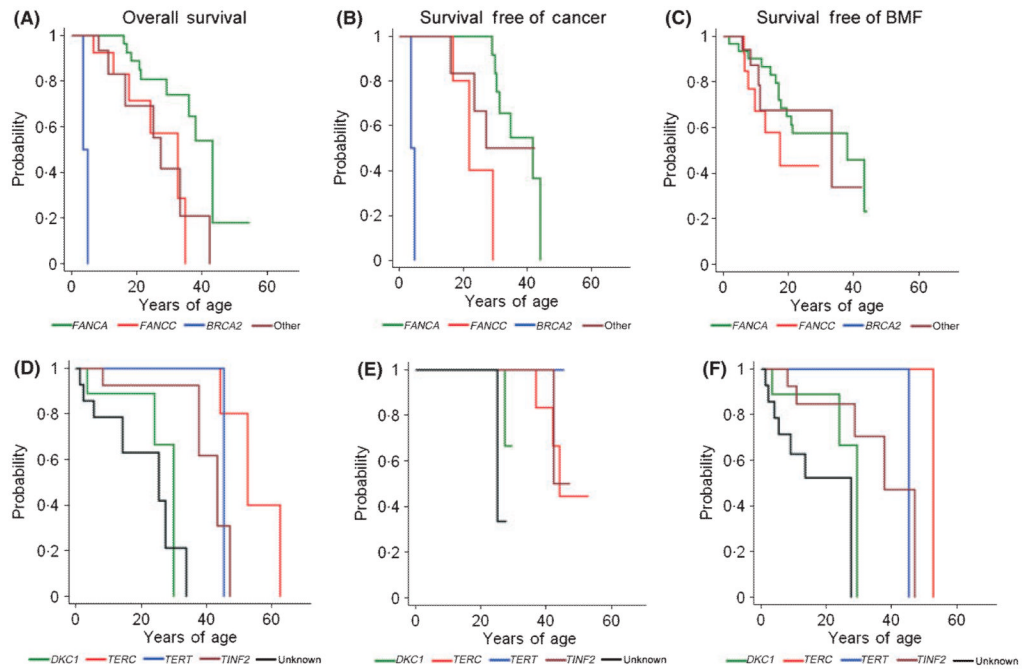 (A) Overall survival
(B) Survival free of cancer
(C) Survival free of BMF
Probability
1
0·8
0·6
0·4
0·2
0
0 20 40 60
Years of age
FANCA FANCC BRCA2 Other
Probability
1
0·8
0·6
0·4
0·2
0
0 20 40 60
Years of age
FANCA FANCC BRCA2 Other
Probability
1
0·8
0·6
0·4
0·2
0
0 20 40 60
Years of age
FANCA FANCC BRCA2 Other
(D)
Probability
1
0·8
0·6
0·4
0·2
0
0 20 40 60
Years of age
DKC1 TERC TERT TINF2 Unknown
(E)
Probability
1
0·8
0·6
0·4
0·2
0
0 20 40 60
Years of age
DKC1 TERC TERT TINF2 Unknown
(F)
Probability
1
0·8
0·6
0·4
0·2
0
0 20 40 60
Years of age
DKC1 TERC TERT TINF2 Unknown